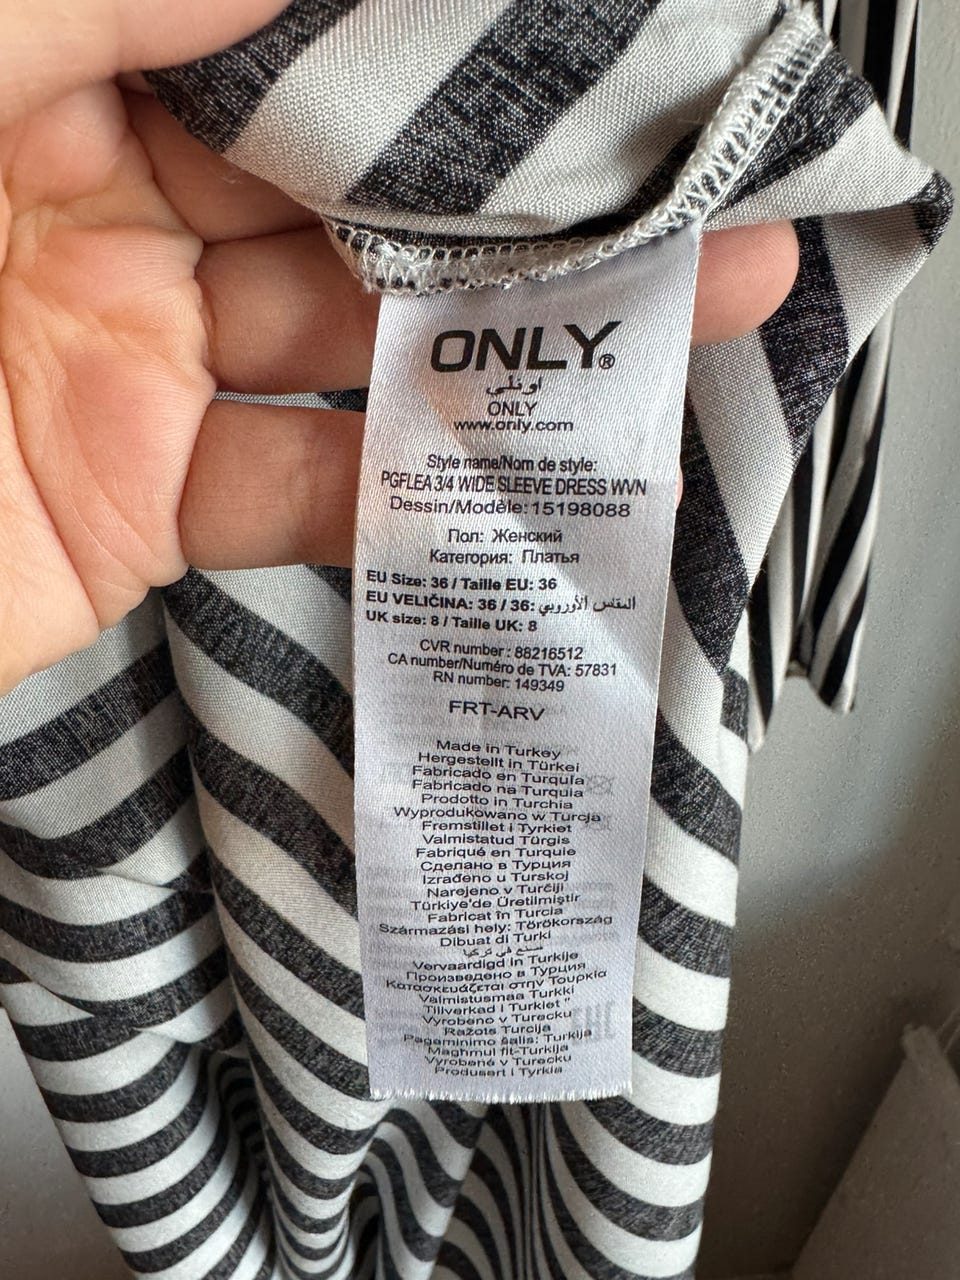 ONLY®
اونلي
ONLY
www.only.com
Style name/Nom de style:
PGFLEA 3/4 WIDE SLEEVE DRESS WVN
Dessin/Modèle: 15198088
Пол: Женский
Категория: Платья
EU Size: 36 / Taille EU: 36
EU VELIČINA: 36 / 36: المقاس الأوروبي
UK size: 8 / Taille UK: 8
CVR number: 88216512
CA number/Numéro de TVA: 57831
RN number: 149349
FRT-ARV
Made in Turkey
Hergestellt in Türkei
Fabricado en Turquía
Fabricado na Turquia
Prodotto in Turchia
Wyprodukowano w Turcja
Fremstillet i Tyrkiet
Valmistatud Türgis
Fabriqué en Turquie
Сделано в Турция
Izrađeno u Turskoj
Narejeno v Turčiji
Türkiye'de Üretilmiştir
Fabricat în Turcia
Származási hely: Törökország
Dibuat di Turki
صنع في تركيا
Vervaardigd in Turkije
Произведено в Турция
Κατασκευάζεται στην Τουρκία
Valmistusmaa Turkki
Tillverkad i Turkiet "
Vyrobeno v Turecku
Ražots Turcija
Pagaminimo šalis: Turkija
Maghmul fit-Turkija
Vyrobené v Turecku
Produsert i Tyrkia